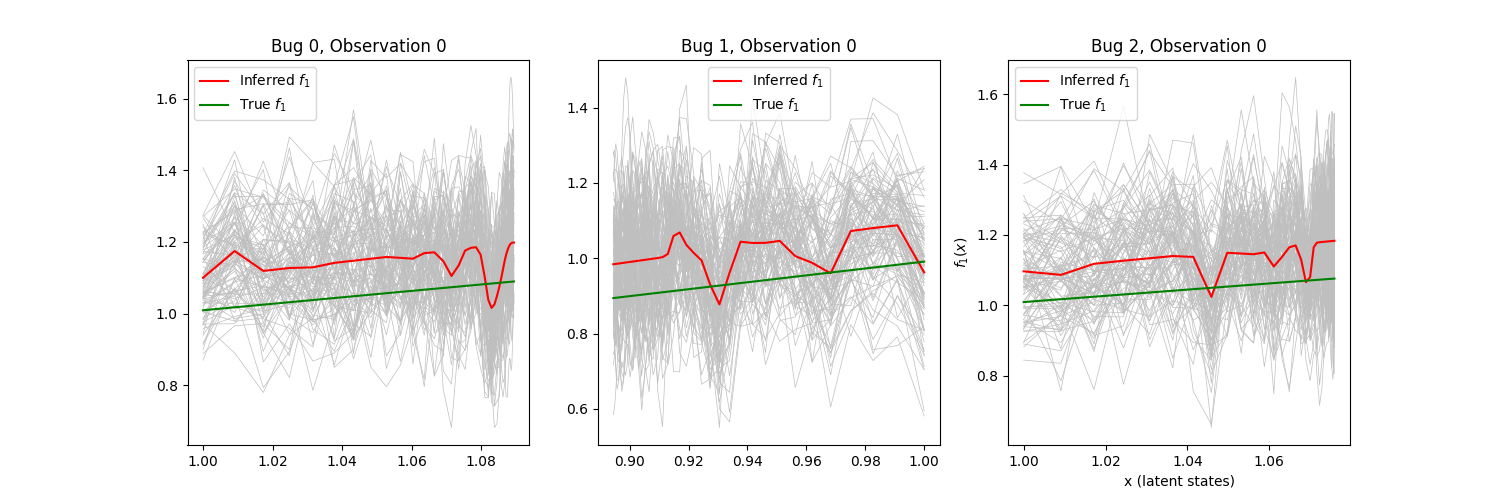 Bug 0, Observation 0
Inferred f₁
True f₁
1.6
1.4
1.2
1.0
0.8
1.00 1.02 1.04 1.06 1.08
Bug 1, Observation 0
Inferred f₁
True f₁
1.4
1.2
1.0
0.8
0.6
0.90 0.92 0.94 0.96 0.98 1.00
Bug 2, Observation 0
Inferred f₁
True f₁
f₁(x)
1.6
1.4
1.2
1.0
0.8
1.00 1.02 1.04 1.06
x (latent states)